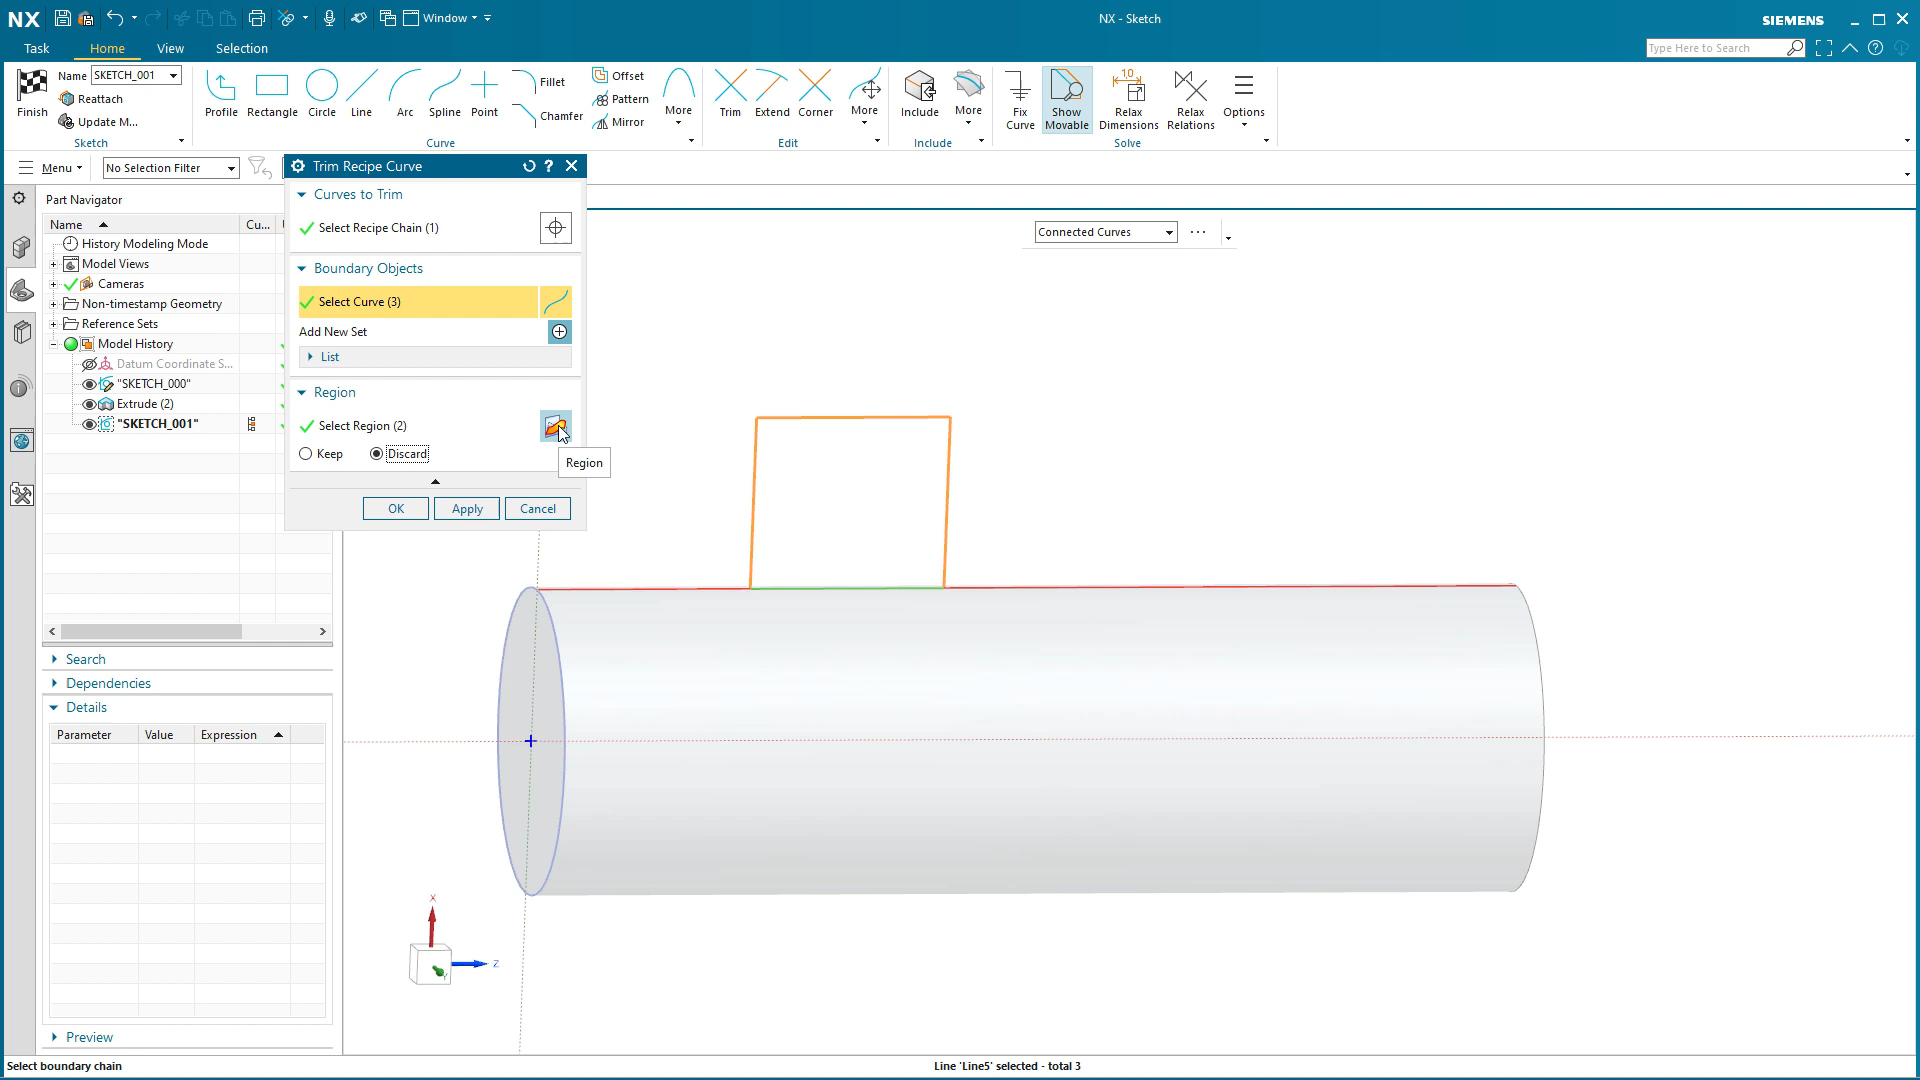 NX
Window
NX - Sketch
SIEMENS
Task
Home
View
Selection
Type Here to Search
Finish
Name
SKETCH_001
Reattach
Update M...
Sketch
Profile
Rectangle
Circle
Line
Arc
Spline
Point
Fillet
Chamfer
Offset
Pattern
Mirror
More
Curve
Trim
Extend
Corner
More
Edit
Include
More
Include
Fix
Curve
Show
Movable
1,0
Relax
Dimensions
Relax
Relations
Options
Solve
Menu
No Selection Filter
Trim Recipe Curve
Part Navigator
Name
Cu...
History Modeling Mode
Model Views
Cameras
Non-timestamp Geometry
Reference Sets
Model History
Datum Coordinate S...
"SKETCH_000"
Extrude (2)
"SKETCH_001"
Curves to Trim
Select Recipe Chain (1)
Boundary Objects
Select Curve (3)
Add New Set
List
Region
Select Region (2)
Keep
Discard
Region
OK
Apply
Cancel
Connected Curves
Search
Dependencies
Details
Parameter
Value
Expression
Preview
X
Z
Y
Select boundary chain
Line 'Line5' selected - total 3